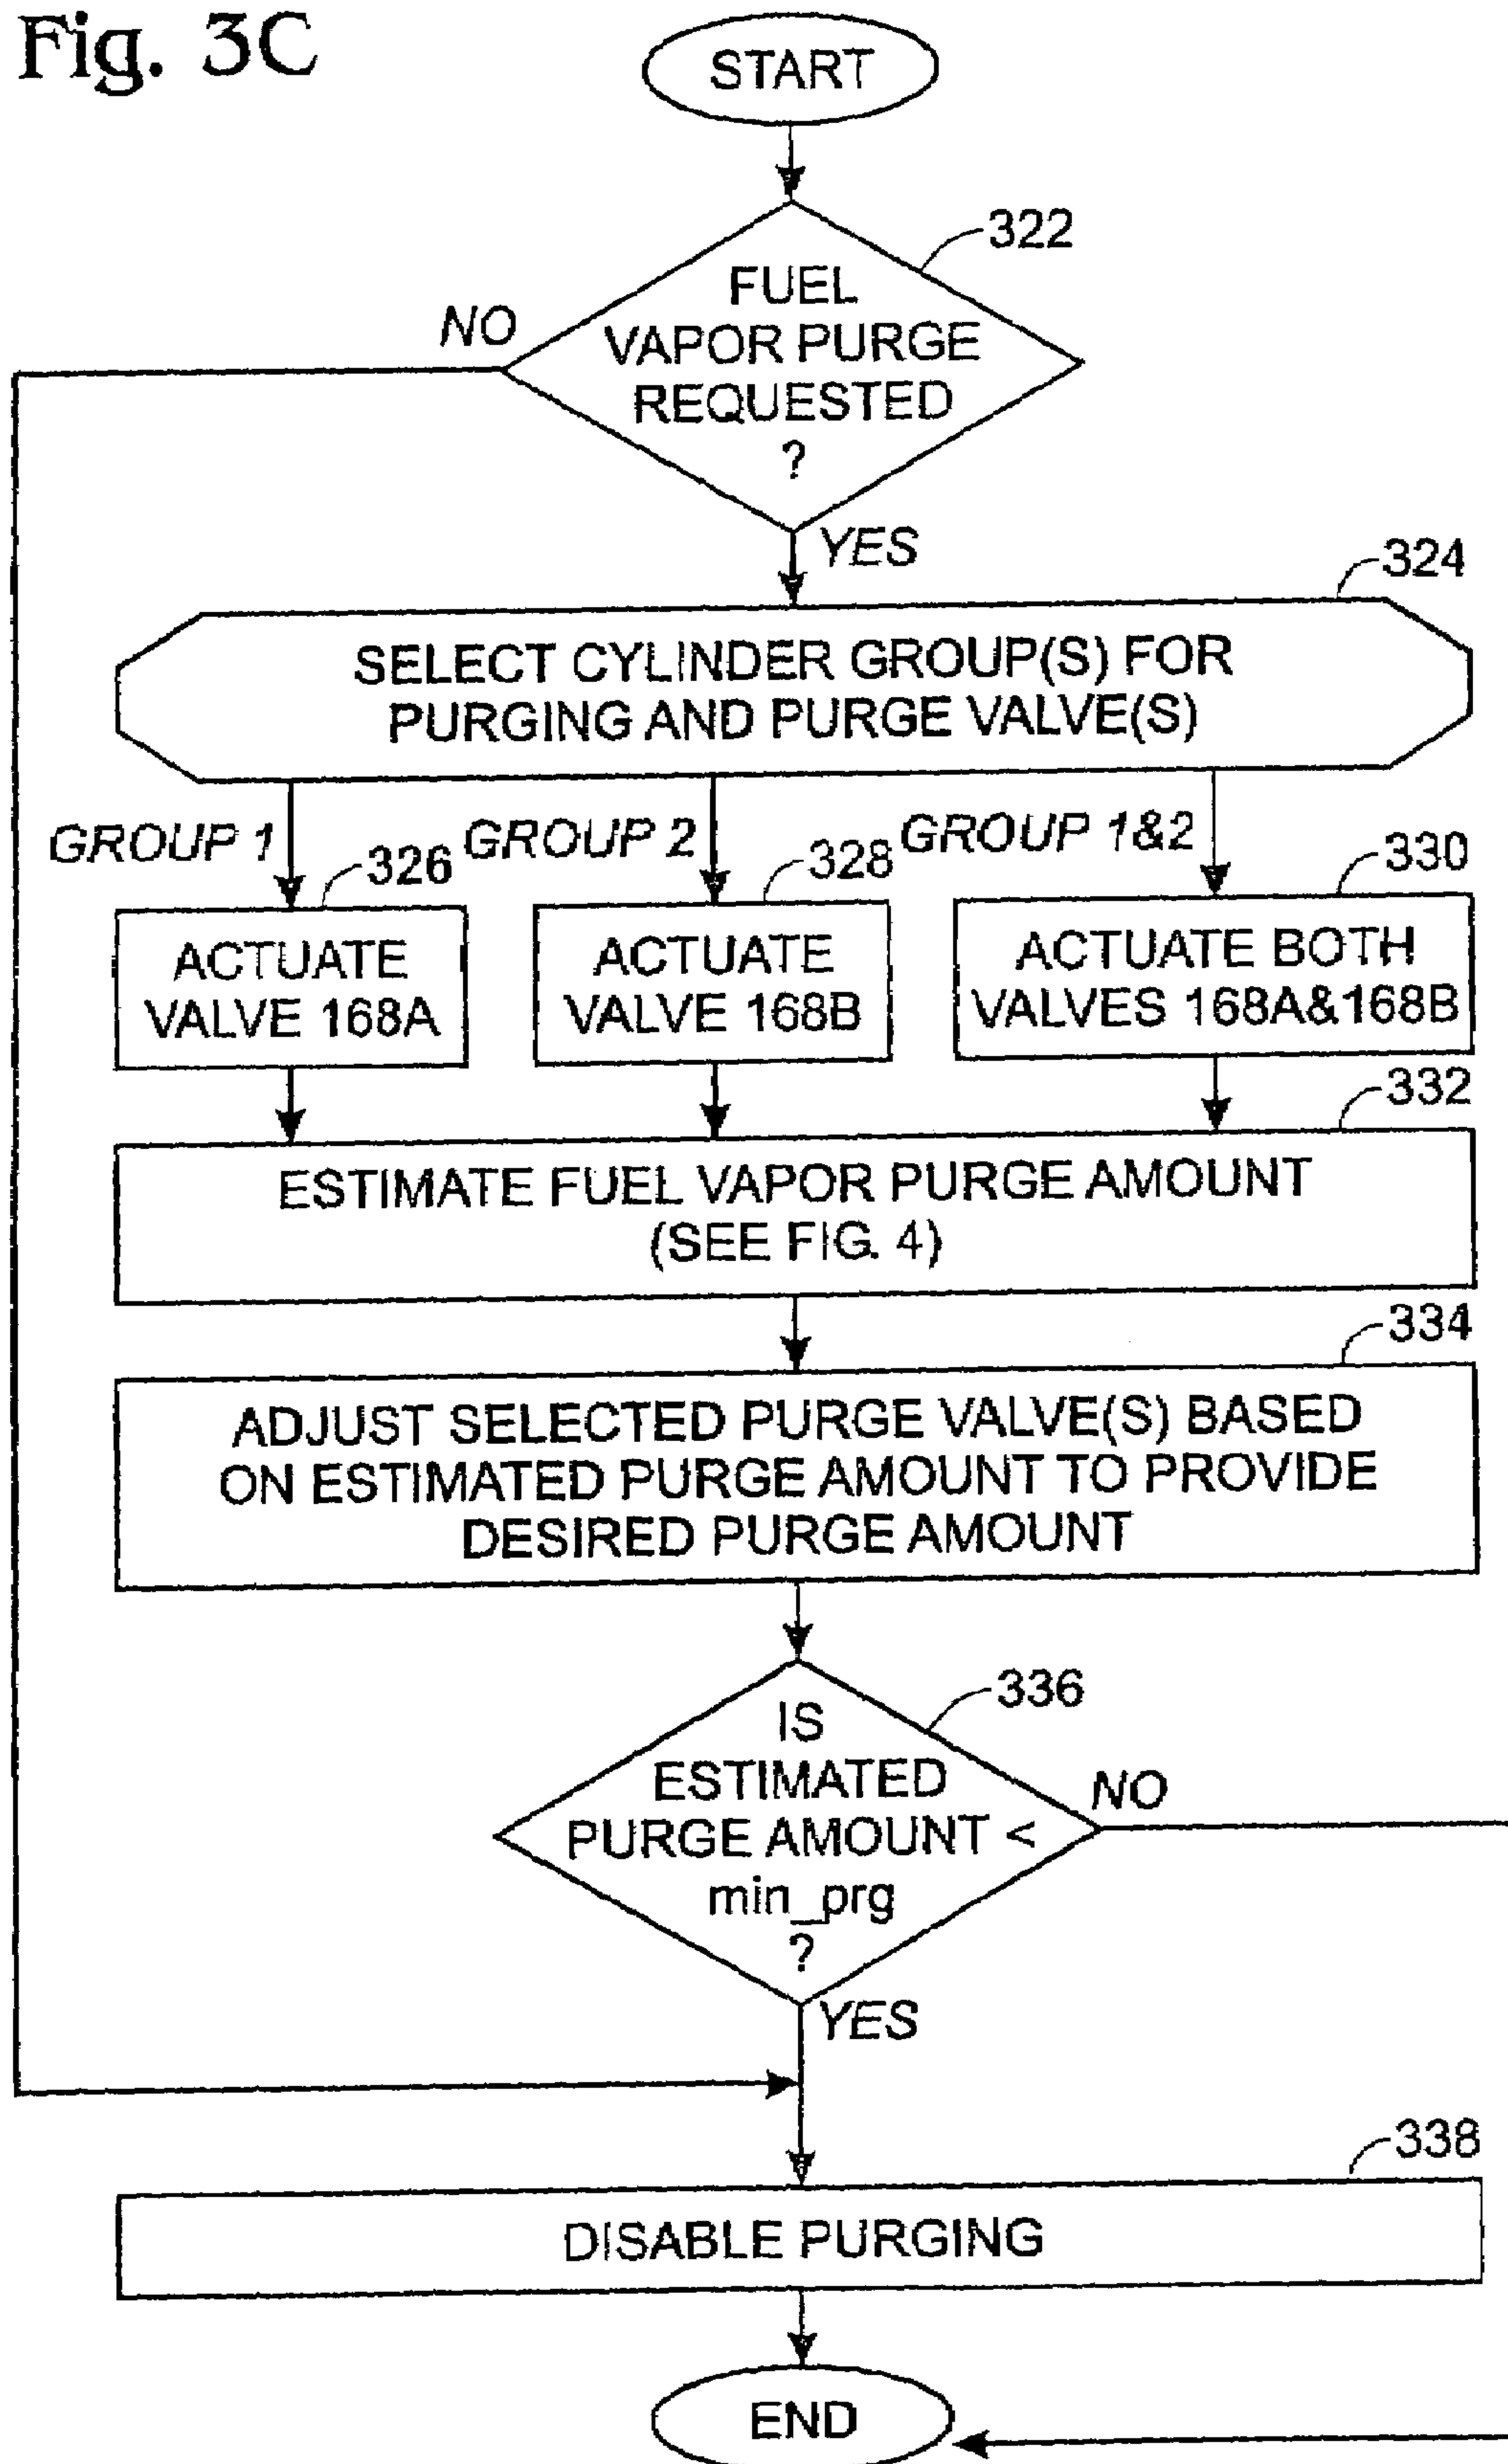 Fig. 3C
START
322
FUEL
VAPOR PURGE
REQUESTED
?
NO
YES
324
SELECT CYLINDER GROUP(S) FOR
PURGING AND PURGE VALVE(S)
GROUP 1
GROUP 2
GROUP 1&2
326
328
330
ACTUATE
VALVE 168A
ACTUATE
VALVE 168B
ACTUATE BOTH
VALVES 168A&168B
332
ESTIMATE FUEL VAPOR PURGE AMOUNT
(SEE FIG. 4)
334
ADJUST SELECTED PURGE VALVE(S) BASED
ON ESTIMATED PURGE AMOUNT TO PROVIDE
DESIRED PURGE AMOUNT
336
IS
ESTIMATED
PURGE AMOUNT <
min_prg
?
NO
YES
338
DISABLE PURGING
END